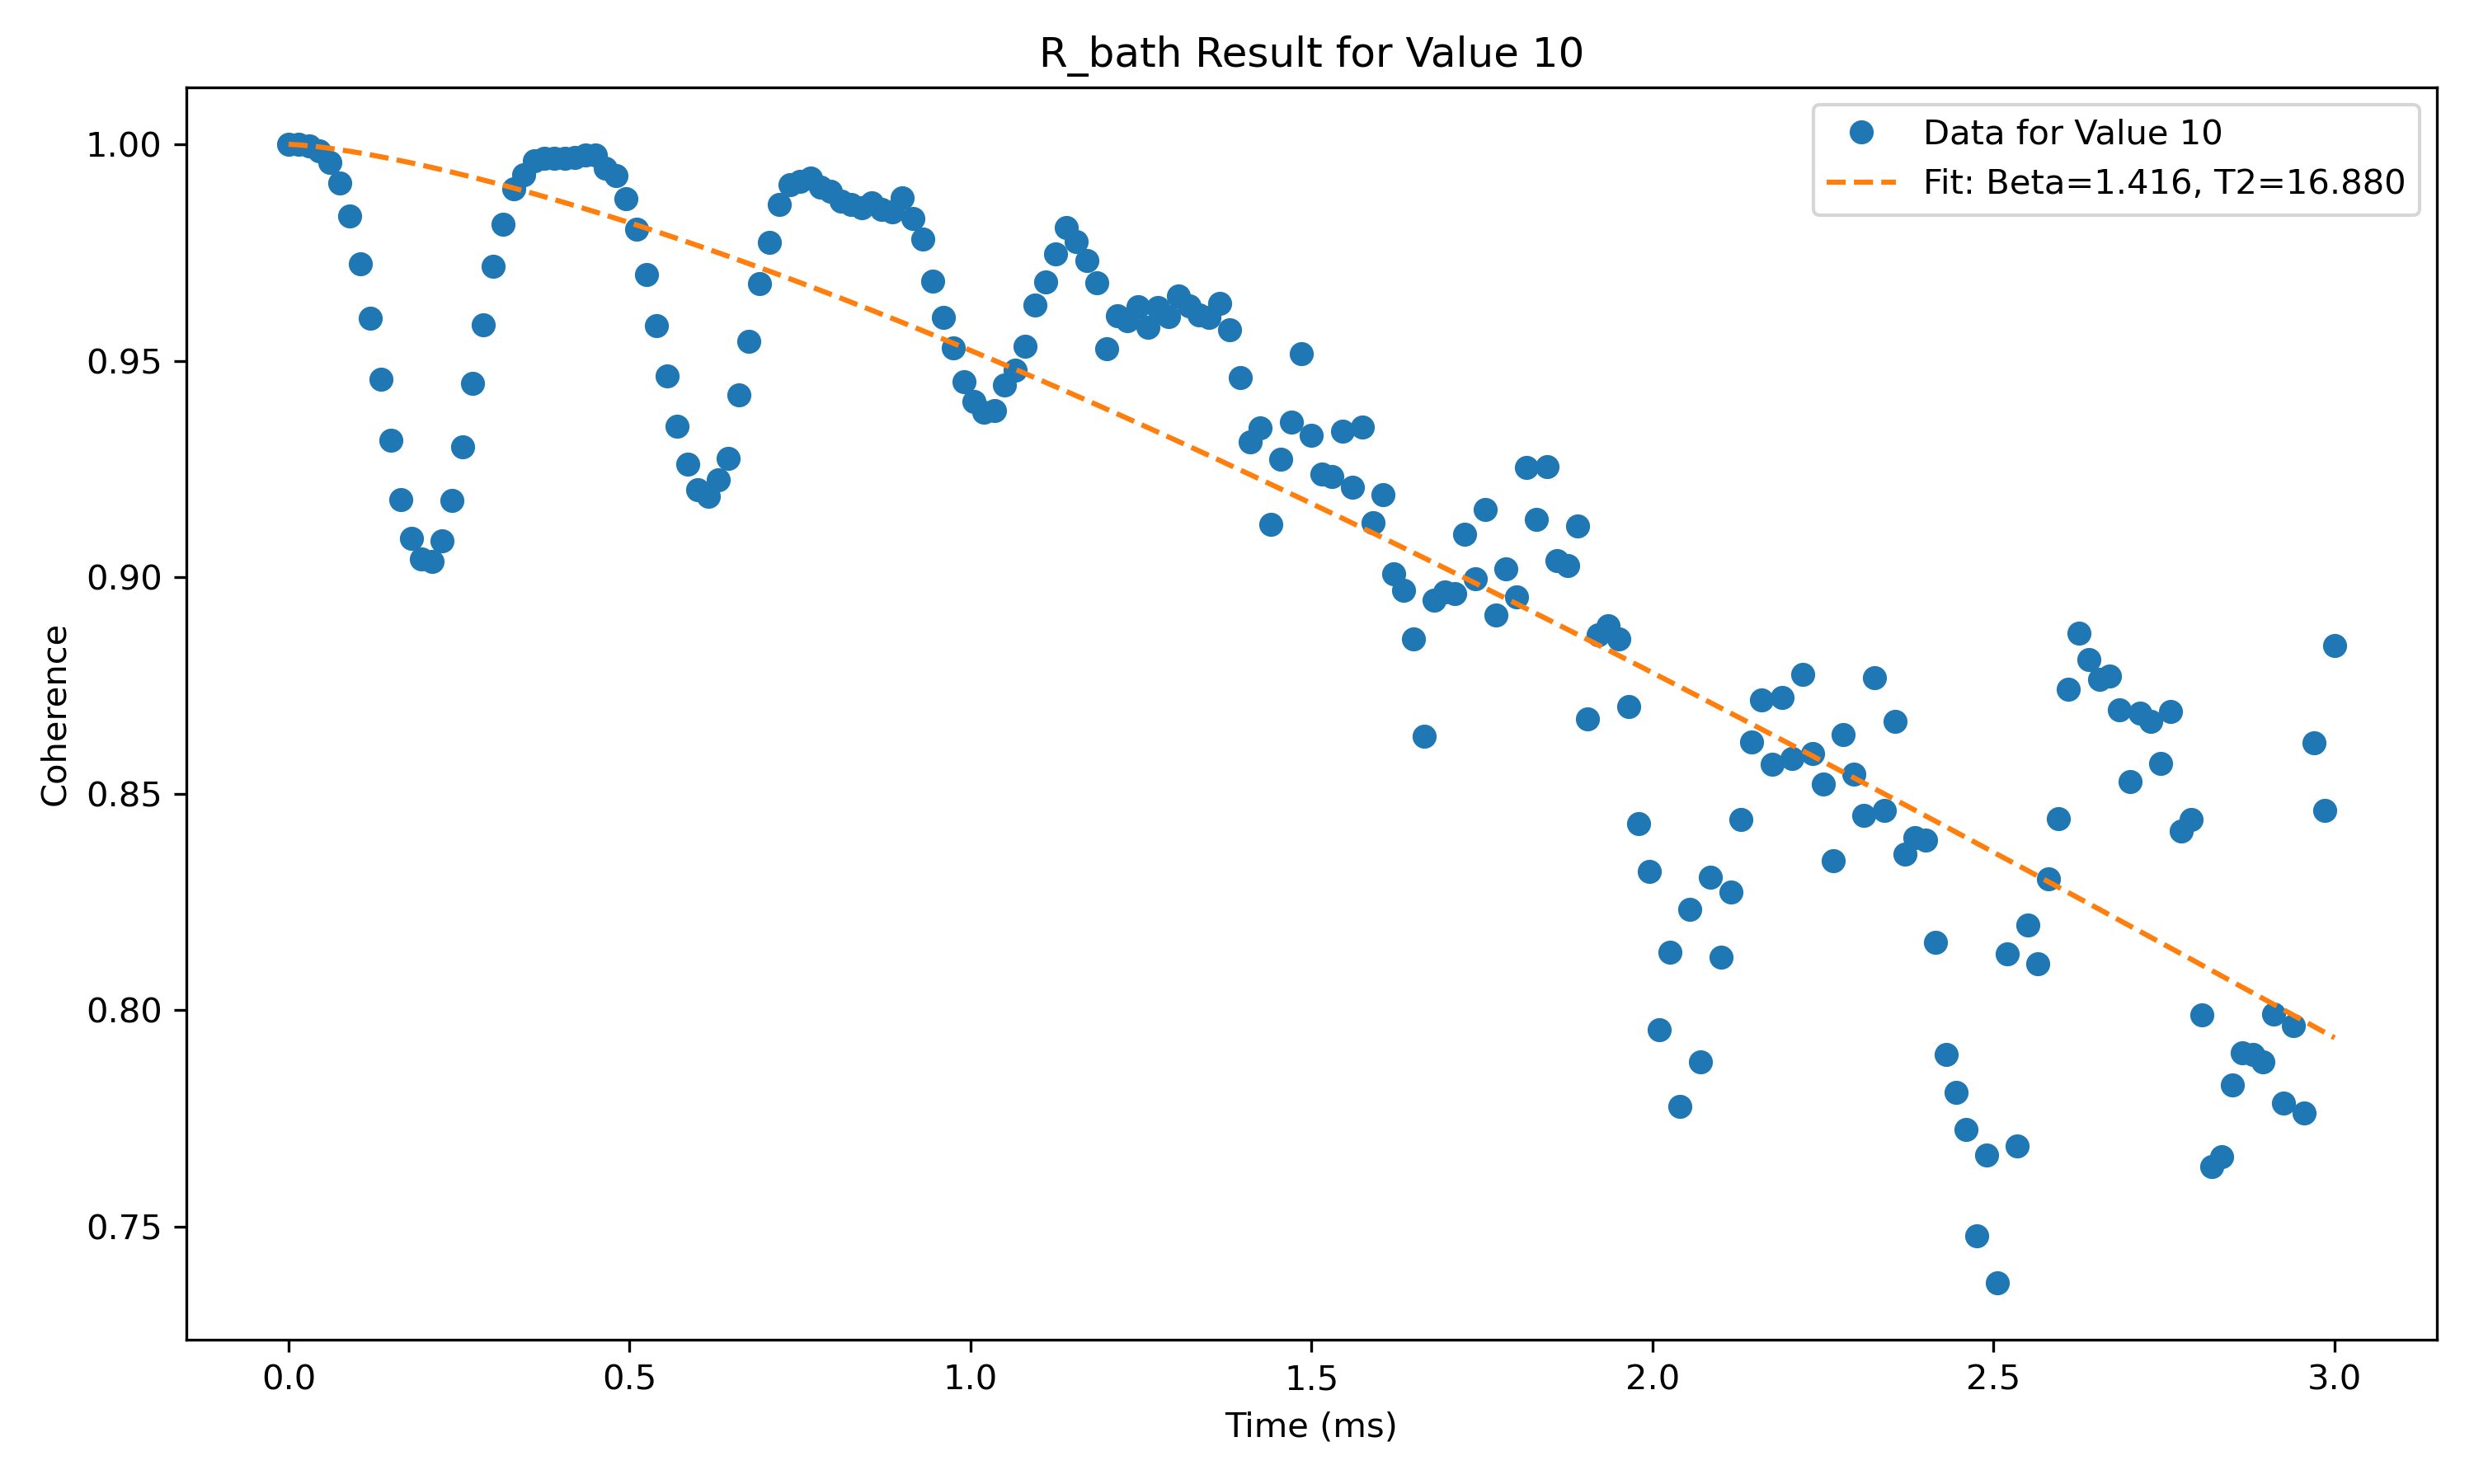 R_bath Result for Value 10
Data for Value 10
Fit: Beta=1.416, T2=16.880
Coherence
1.00
0.95
0.90
0.85
0.80
0.75
0.0 0.5 1.0 1.5 2.0 2.5 3.0
Time (ms)